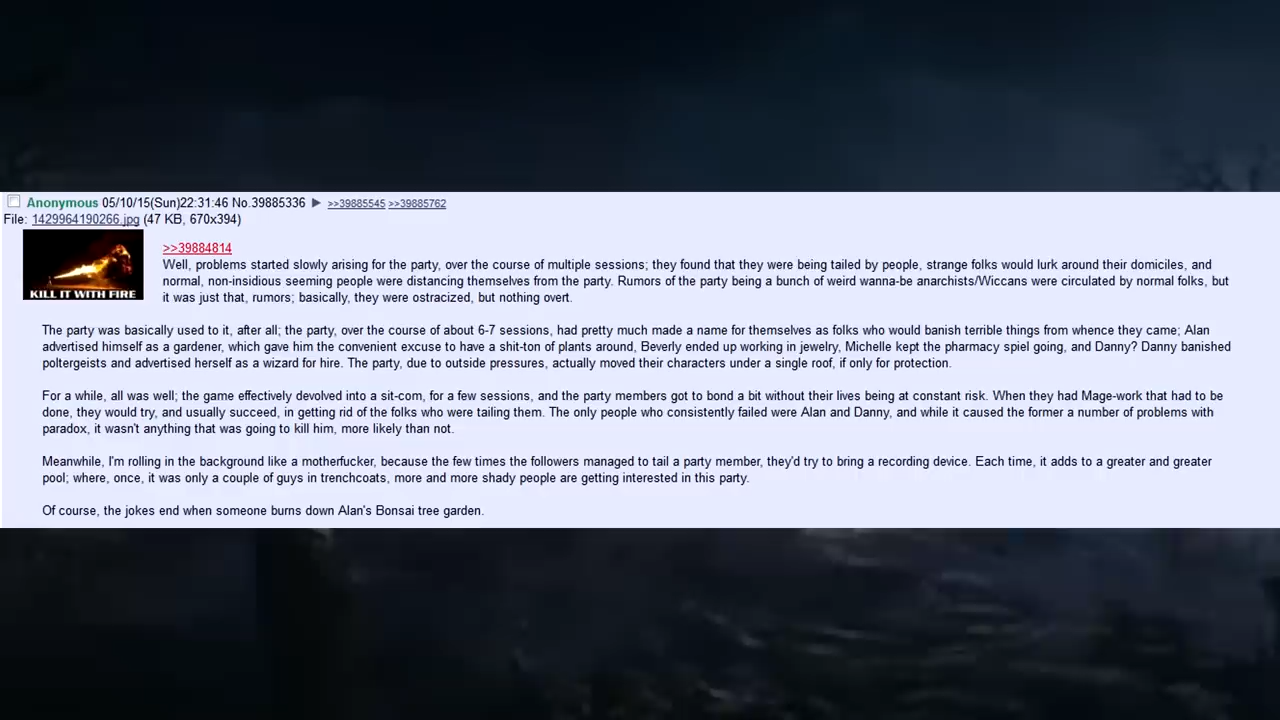 Anonymous 05/10/15(Sun)22:31:46 No.39885336 ▶ >>39885545 >>39885762
File: 1429964190266.jpg (47 KB, 670x394)
KILL IT WITH FIRE
>>39884814
Well, problems started slowly arising for the party, over the course of multiple sessions; they found that they were being tailed by people, strange folks would lurk around their domiciles, and
normal, non-insidious seeming people were distancing themselves from the party. Rumors of the party being a bunch of weird wanna-be anarchists/Wiccans were circulated by normal folks, but
it was just that, rumors; basically, they were ostracized, but nothing overt.
The party was basically used to it, after all; the party, over the course of about 6-7 sessions, had pretty much made a name for themselves as folks who would banish terrible things from whence they came; Alan
advertised himself as a gardener, which gave him the convenient excuse to have a shit-ton of plants around, Beverly ended up working in jewelry, Michelle kept the pharmacy spiel going, and Danny? Danny banished
poltergeists and advertised herself as a wizard for hire. The party, due to outside pressures, actually moved their characters under a single roof, if only for protection.
For a while, all was well; the game effectively devolved into a sit-com, for a few sessions, and the party members got to bond a bit without their lives being at constant risk. When they had Mage-work that had to be
done, they would try, and usually succeed, in getting rid of the folks who were tailing them. The only people who consistently failed were Alan and Danny, and while it caused the former a number of problems with
paradox, it wasn't anything that was going to kill him, more likely than not.
Meanwhile, I'm rolling in the background like a motherfucker, because the few times the followers managed to tail a party member, they'd try to bring a recording device. Each time, it adds to a greater and greater
pool; where, once, it was only a couple of guys in trenchcoats, more and more shady people are getting interested in this party.
Of course, the jokes end when someone burns down Alan's Bonsai tree garden.